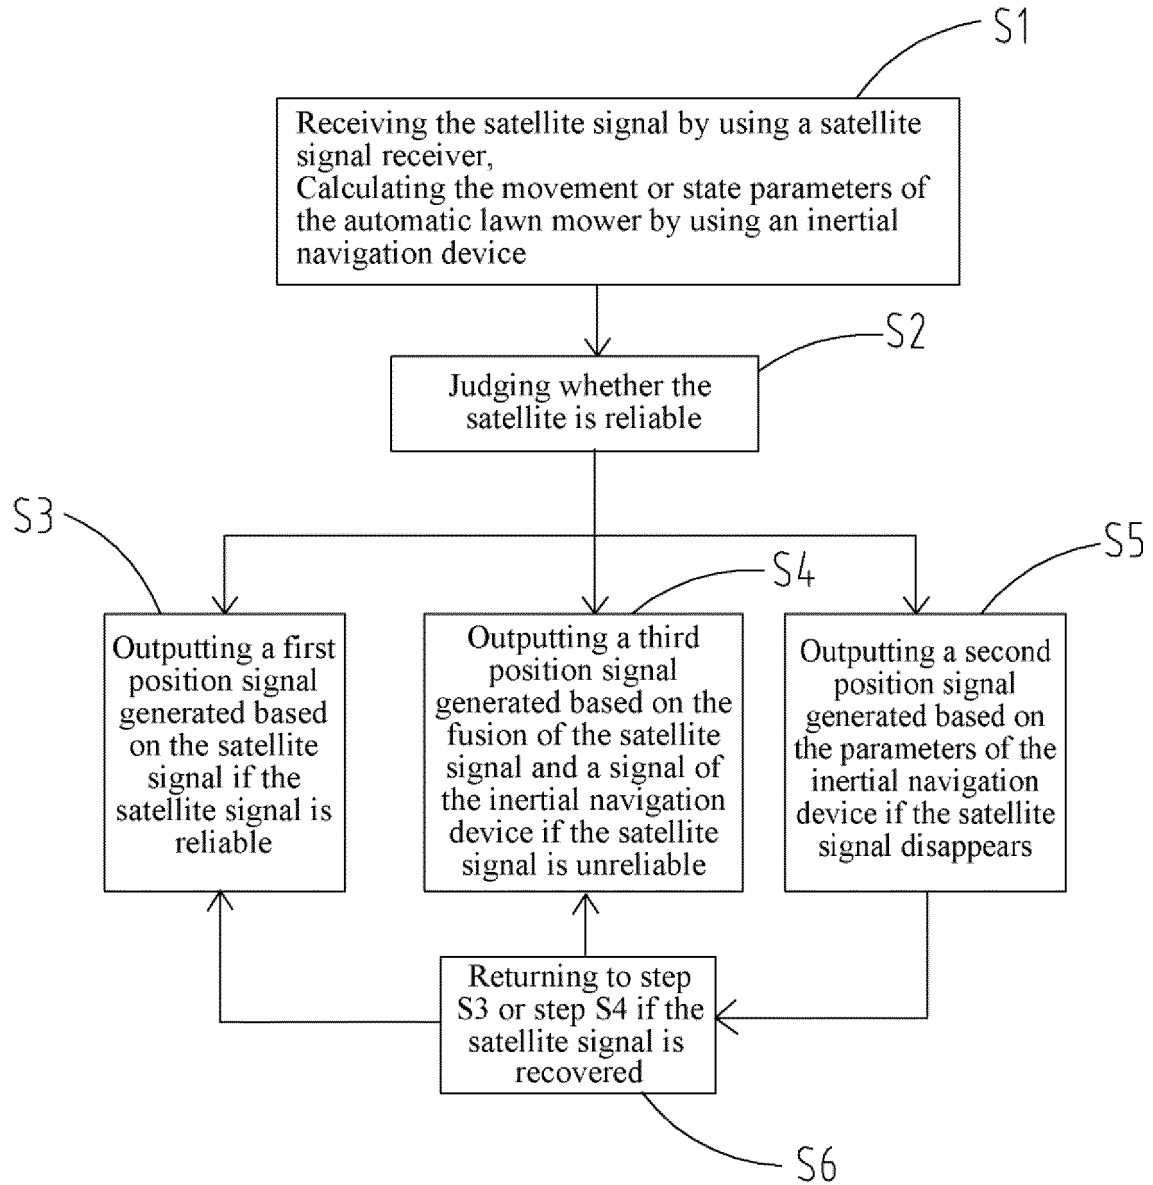 S1
Receiving the satellite signal by using a satellite
signal receiver,
Calculating the movement or state parameters of
the automatic lawn mower by using an inertial
navigation device
S2
Judging whether the
satellite is reliable
S3
Outputting a first
position signal
generated based
on the satellite
signal if the
satellite signal is
reliable
S4
Outputting a third
position signal
generated based on the
fusion of the satellite
signal and a signal of
the inertial navigation
device if the satellite
signal is unreliable
S5
Outputting a second
position signal
generated based on
the parameters of the
inertial navigation
device if the satellite
signal disappears
Returning to step
S3 or step S4 if the
satellite signal is
recovered
S6